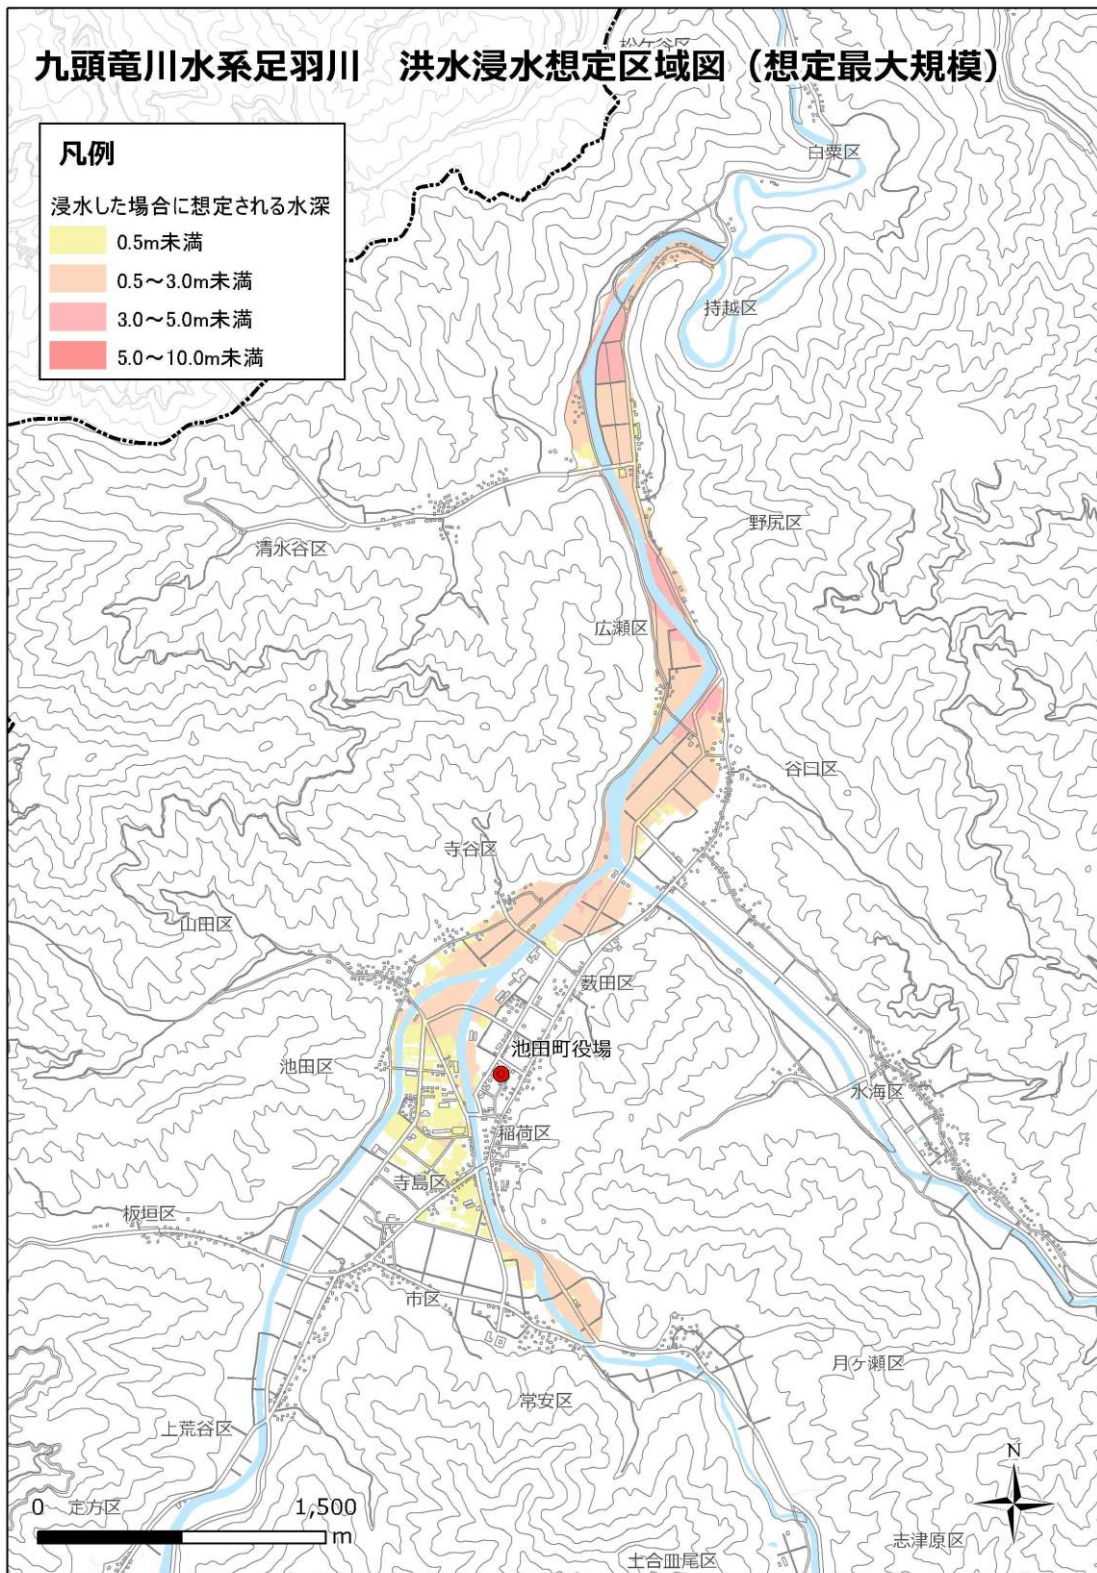 松ケ谷区
九頭竜川水系足羽川 洪水浸水想定区域図（想定最大規模）
凡例
浸水した場合に想定される水深
0.5m未満
0.5～3.0m未満
3.0～5.0m未満
5.0～10.0m未満
白粟区
持越区
野尻区
清水谷区
広瀬区
谷口区
寺谷区
山田区
薮田区
池田町役場
池田区
水海区
稲荷区
寺島区
板垣区
市区
月ヶ瀬区
常安区
上荒谷区
N
0 定方区 1,500
m
志津原区
土合皿尾区